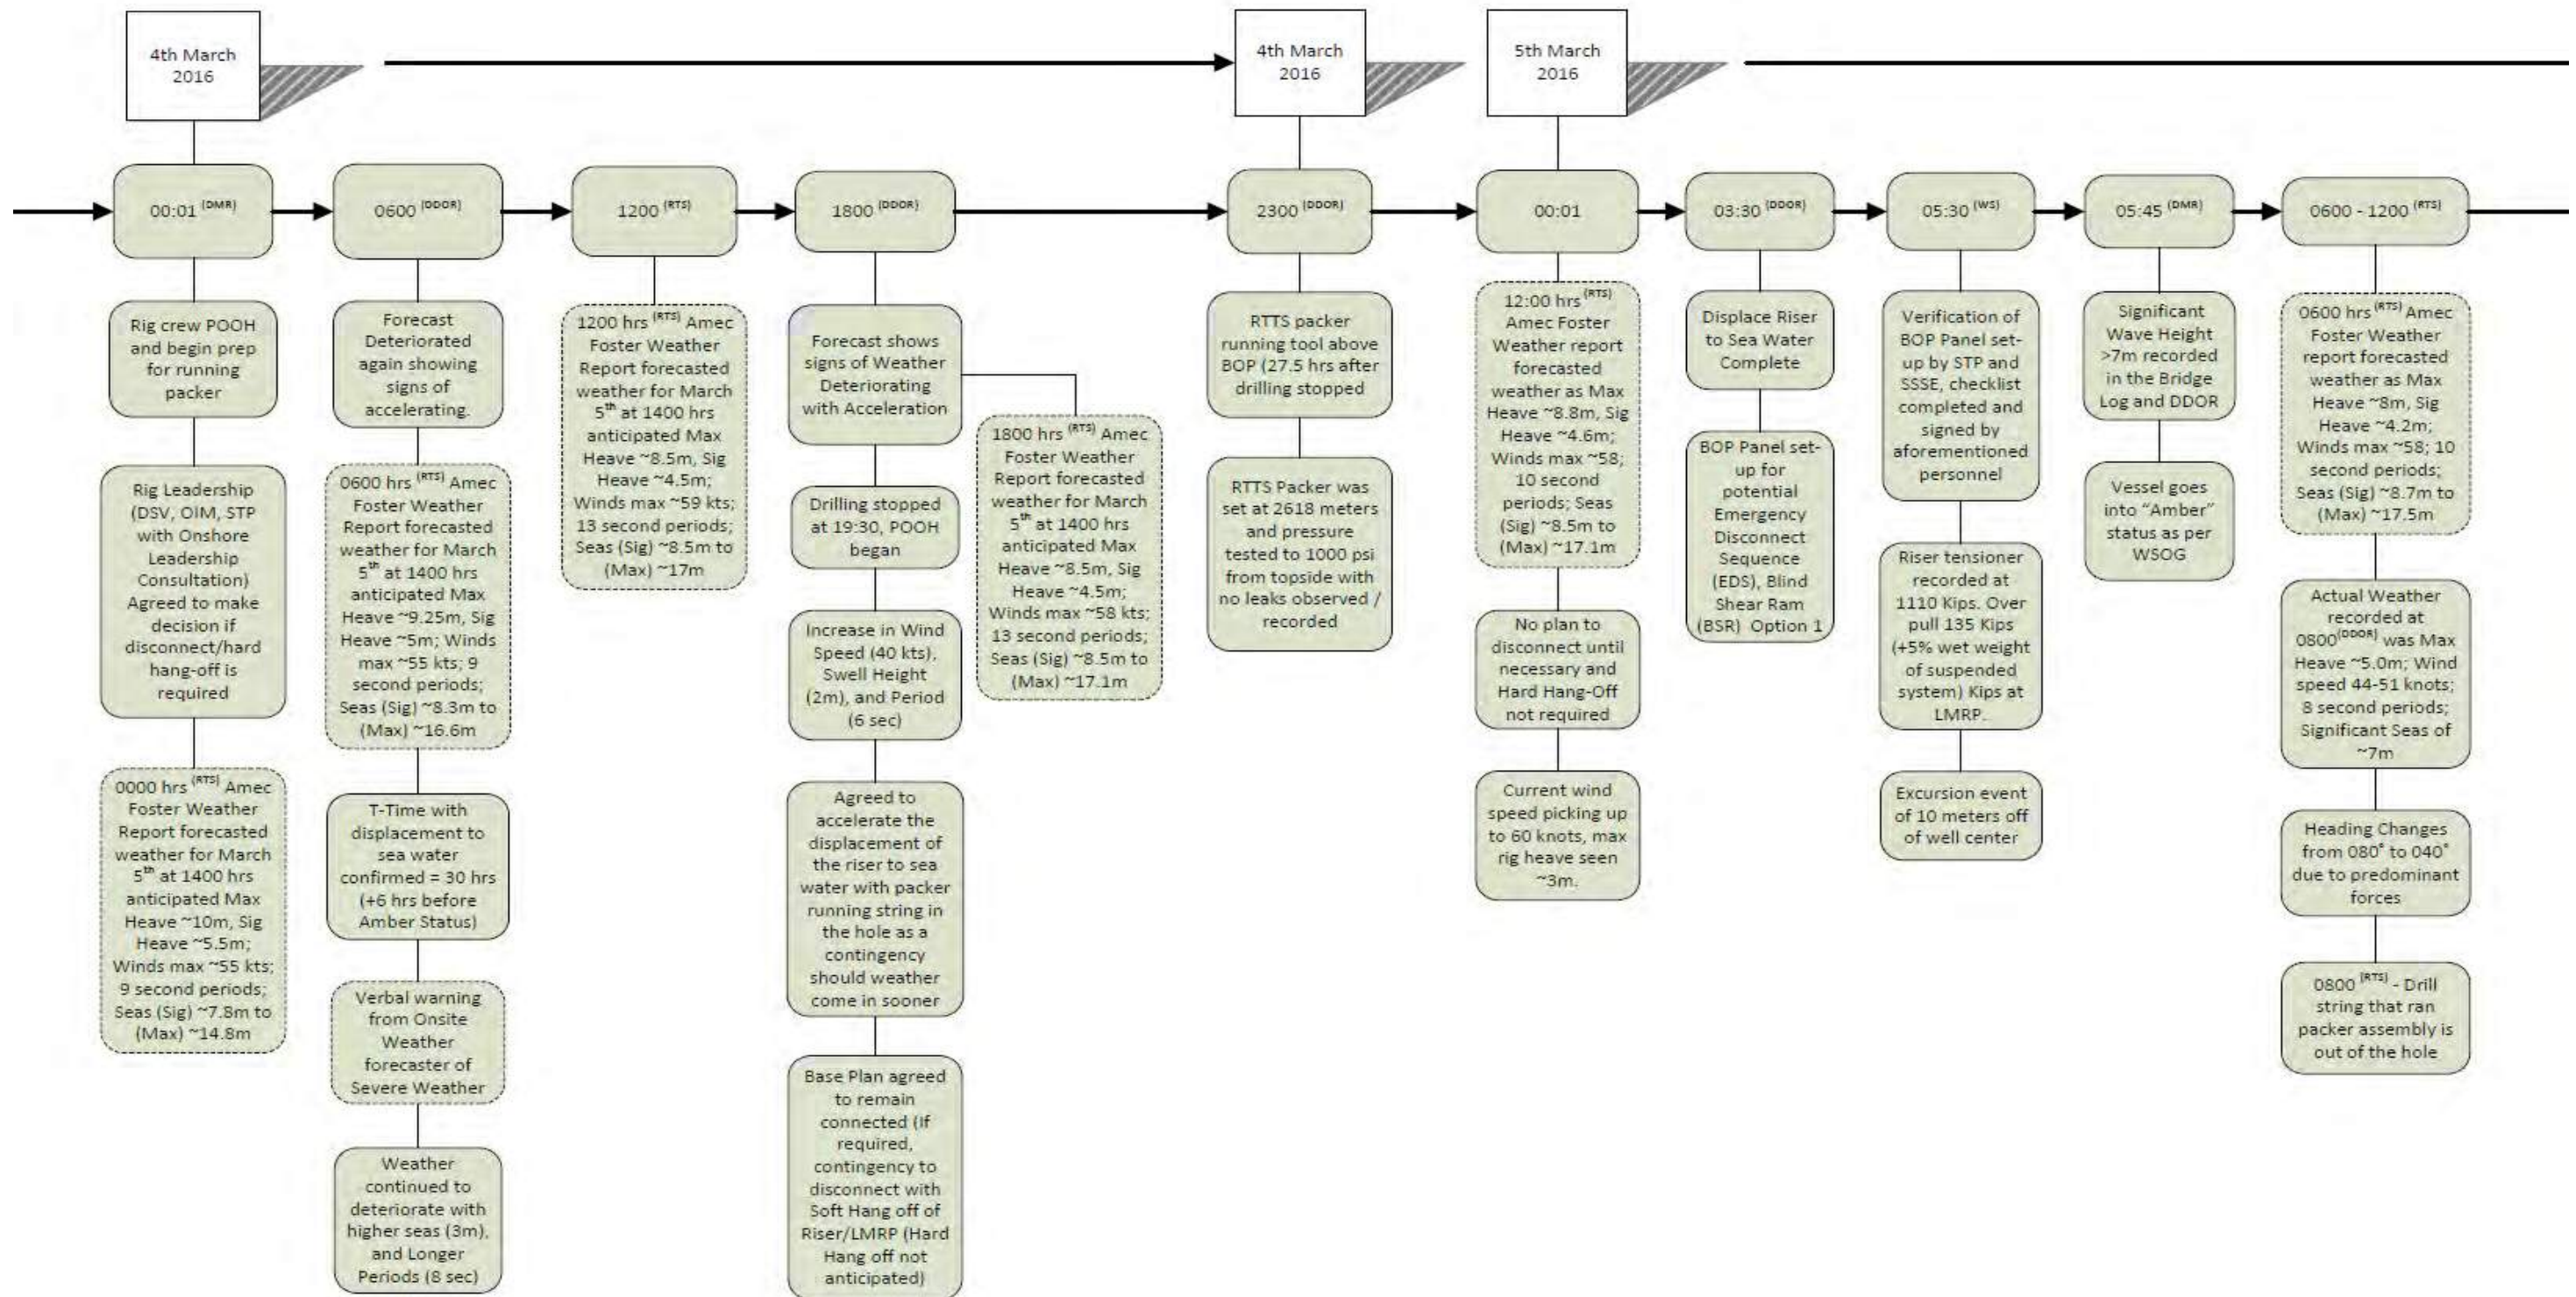 4th March
2016
4th March
2016
5th March
2016
00:01 (DMR)
0600 (DDOR)
1200 (RTS)
1800 (DDOR)
2300 (DDOR)
00:01
03:30 (DDOR)
05:30 (WS)
05:45 (DMR)
0600 - 1200 (RTS)
Rig crew POOH
and begin prep
for running
packer
Rig Leadership
(DSV, OIM, STP
with Onshore
Leadership
Consultation)
Agreed to make
decision if
disconnect/hard
hang-off is
required
0000 hrs (RTS) Amec
Foster Weather
Report forecasted
weather for March
5th at 1400 hrs
anticipated Max
Heave ~10m, Sig
Heave ~5.5m;
Winds max ~55 kts;
9 second periods;
Seas (Sig) ~7.8m to
(Max) ~14.8m
Forecast
Deteriorated
again showing
signs of
accelerating.
0600 hrs (RTS) Amec
Foster Weather
Report forecasted
weather for March
5th at 1400 hrs
anticipated Max
Heave ~9.25m, Sig
Heave ~5m; Winds
max ~55 kts; 9
second periods;
Seas (Sig) ~8.3m to
(Max) ~16.6m
T-Time with
displacement to
sea water
confirmed = 30 hrs
(+6 hrs before
Amber Status)
Verbal warning
from Onsite
Weather
forecaster of
Severe Weather
Weather
continued to
deteriorate with
higher seas (3m),
and Longer
Periods (8 sec)
1200 hrs (RTS) Amec
Foster Weather
Report forecasted
weather for March
5th at 1400 hrs
anticipated Max
Heave ~8.5m, Sig
Heave ~4.5m;
Winds max ~59 kts;
13 second periods;
Seas (Sig) ~8.5m to
(Max) ~17m
Forecast shows
signs of Weather
Deteriorating
with Acceleration
Drilling stopped
at 19:30, POOH
began
Increase in Wind
Speed (40 kts),
Swell Height
(2m), and Period
(6 sec)
Agreed to
accelerate the
displacement of
the riser to sea
water with packer
running string in
the hole as a
contingency
should weather
come in sooner
Base Plan agreed
to remain
connected (If
required,
contingency to
disconnect with
Soft Hang off of
Riser/LMRP (Hard
Hang off not
anticipated)
1800 hrs (RTS) Amec
Foster Weather
Report forecasted
weather for March
5th at 1400 hrs
anticipated Max
Heave ~8.5m, Sig
Heave ~4.5m;
Winds max ~58 kts;
13 second periods;
Seas (Sig) ~8.5m to
(Max) ~17.1m
RTTS packer
running tool above
BOP (27.5 hrs after
drilling stopped
RTTS Packer was
set at 2618 meters
and pressure
tested to 1000 psi
from topside with
no leaks observed /
recorded
12:00 hrs (RTS)
Amec Foster
Weather report
forecasted
weather as Max
Heave ~8.8m, Sig
Heave ~4.6m;
Winds max ~58;
10 second
periods; Seas
(Sig) ~8.5m to
(Max) ~17.1m
No plan to
disconnect until
necessary and
Hard Hang-Off
not required
Current wind
speed picking up
to 60 knots, max
rig heave seen
~3m.
Displace Riser
to Sea Water
Complete
BOP Panel set-
up for
potential
Emergency
Disconnect
Sequence
(EDS), Blind
Shear Ram
(BSR) Option 1
Verification of
BOP Panel set-
up by STP and
SSSE, checklist
completed and
signed by
aforementioned
personnel
Riser tensioner
recorded at
1110 Kips. Over
pull 135 Kips
(+5% wet weight
of suspended
system) Kips at
LMRP.
Excursion event
of 10 meters off
of well center
Significant
Wave Height
>7m recorded
in the Bridge
Log and DDOR
Vessel goes
into "Amber"
status as per
WSOG
0600 hrs (RTS) Amec
Foster Weather
report forecasted
weather as Max
Heave ~8m, Sig
Heave ~4.2m;
Winds max ~58; 10
second periods;
Seas (Sig) ~8.7m to
(Max) ~17.5m
Actual Weather
recorded at
0800(DDOR) was Max
Heave ~5.0m; Wind
speed 44-51 knots;
8 second periods;
Significant Seas of
~7m
Heading Changes
from 080° to 040°
due to predominant
forces
0800 (RTS) - Drill
string that ran
packer assembly is
out of the hole